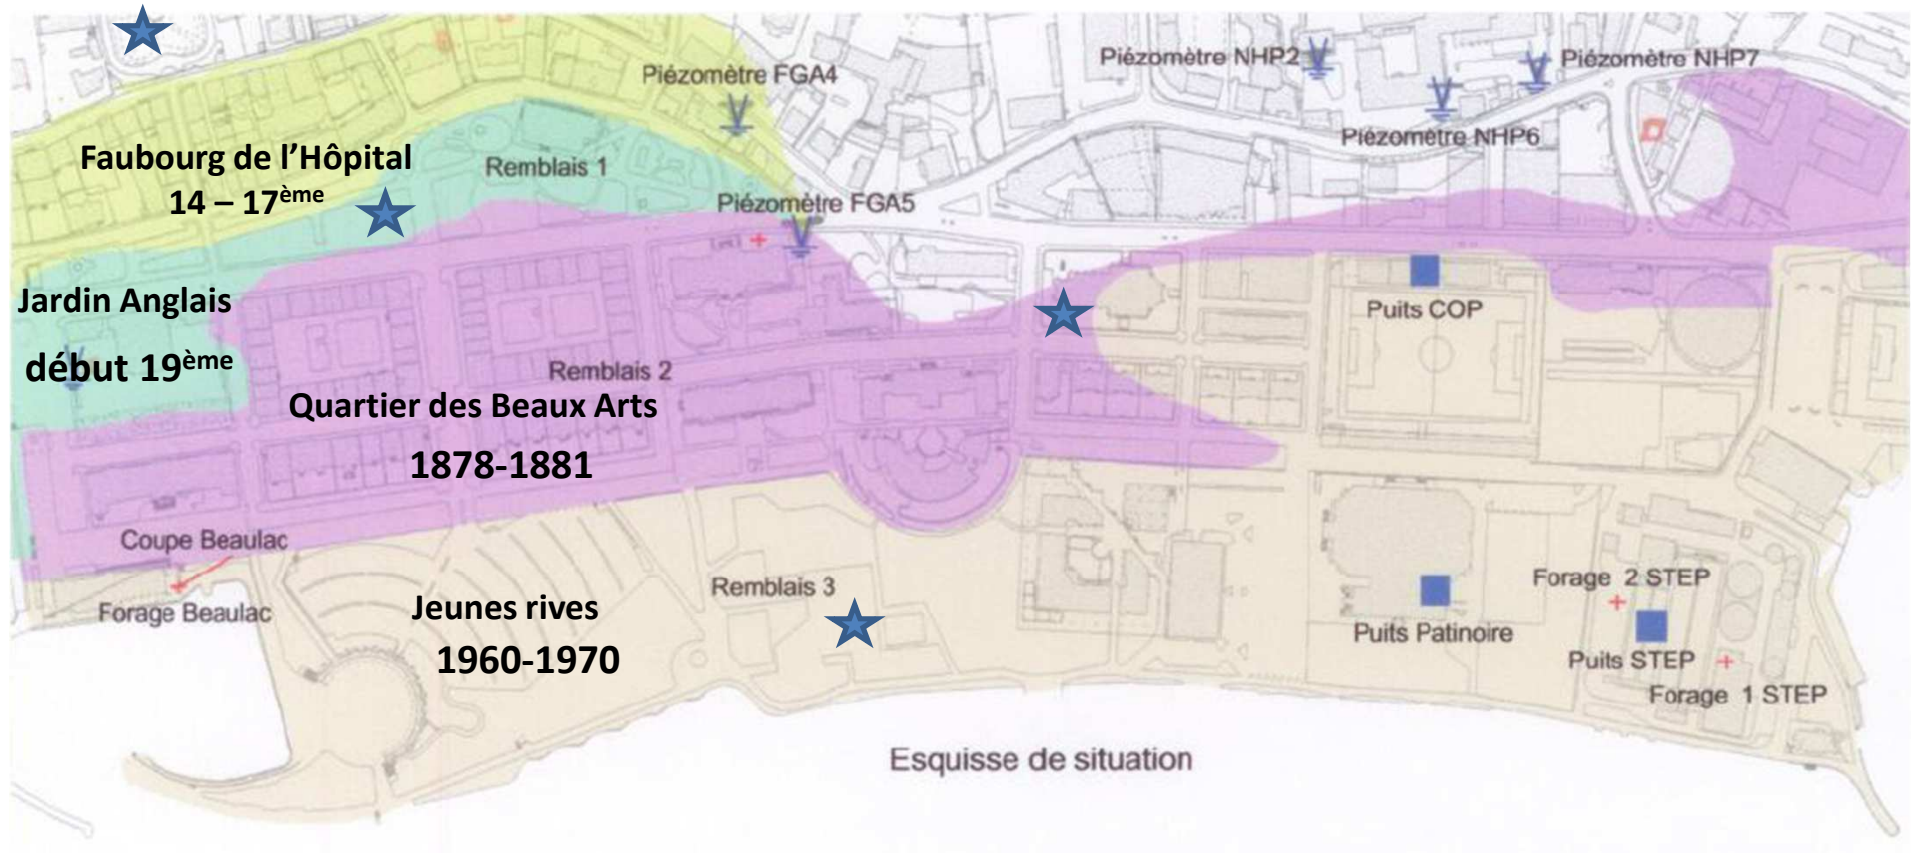 Piézomètre NHP2
Piézomètre NHP7
Piézomètre FGA4
Piézomètre NHP6
Faubourg de l’Hôpital
14 – 17ème
Remblais 1
Piézomètre FGA5
Jardin Anglais
début 19ème
Puits COP
Remblais 2
Quartier des Beaux Arts
1878-1881
Coupe Beaulac
Forage Beaulac
Jeunes rives
1960-1970
Remblais 3
Forage 2 STEP
Puits Patinoire
Puits STEP
Forage 1 STEP
Esquisse de situation